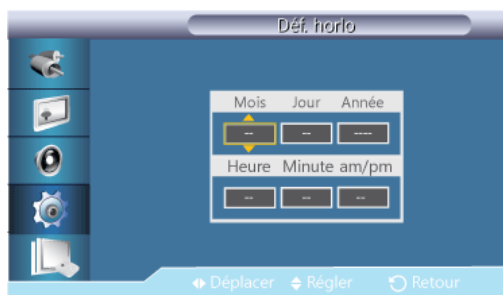 Déf. horlo
Mois Jour Année
-- -- ----
Heure Minute am/pm
-- -- --
Déplacer Régler Retour